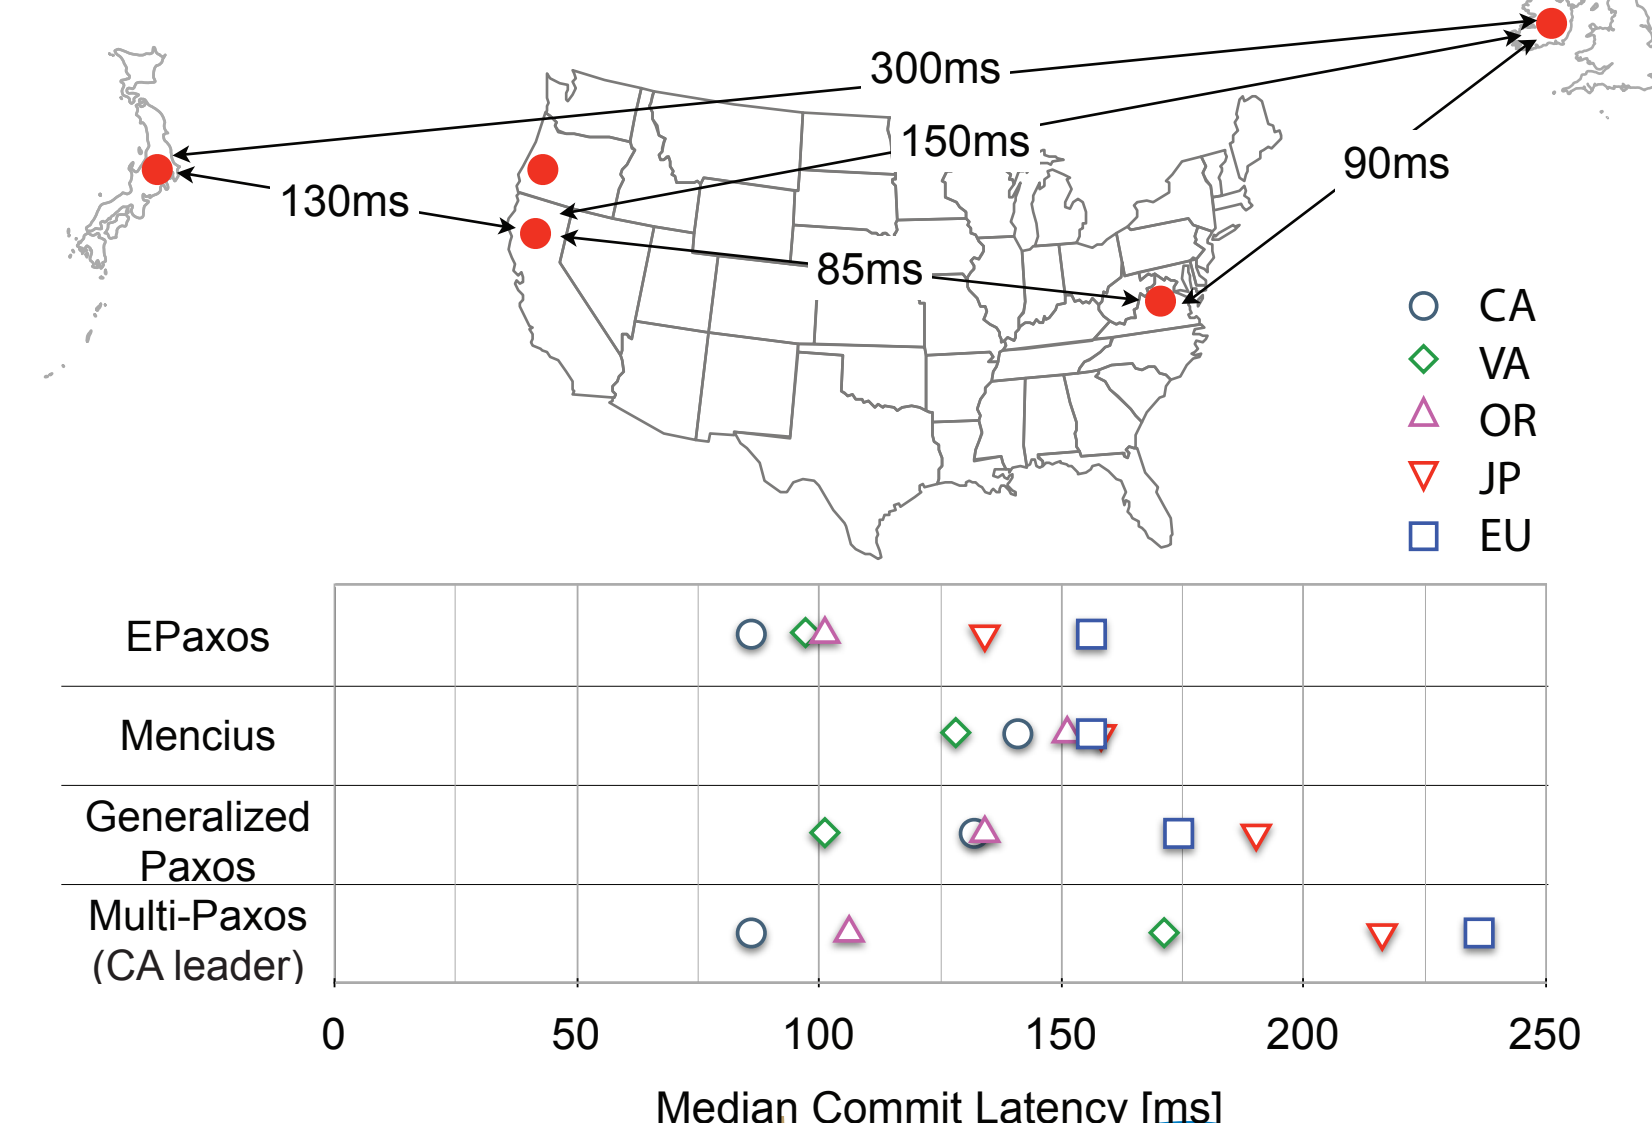 300ms
150ms
90ms
130ms
85ms
CA
VA
OR
JP
EU
EPaxos
Mencius
Generalized
Paxos
Multi-Paxos
(CA leader)
0 50 100 150 200 250
Median Commit Latency [ms]